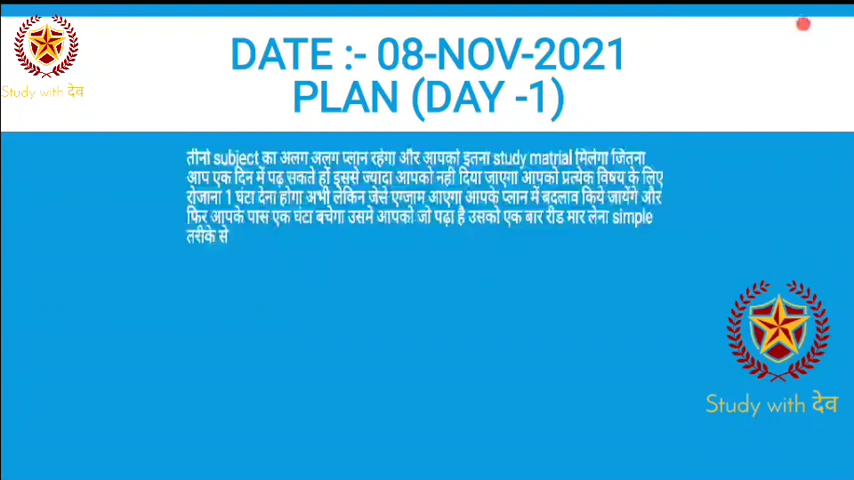 Study with देव
DATE :- 08-NOV-2021
PLAN (DAY -1)
तीनो subject का अलग अलग प्लान रहेगा और आपको इतना study matrial मिलेगा जितना
आप एक दिन में पढ़ सकते हों इससे ज्यादा आपको नही दिया जाएगा आपको प्रत्येक विषय के लिए
रोजाना 1 घंटा देना होगा अभी लेकिन जेसे एग्जाम आएगा आपके प्लान में बदलाव किये जायेंगे और
फिर आपके पास एक घंटा बचेगा उसमे आपको जो पढ़ा है उसको एक बार रीड मार लेना simple
तरीके से
Study with देव